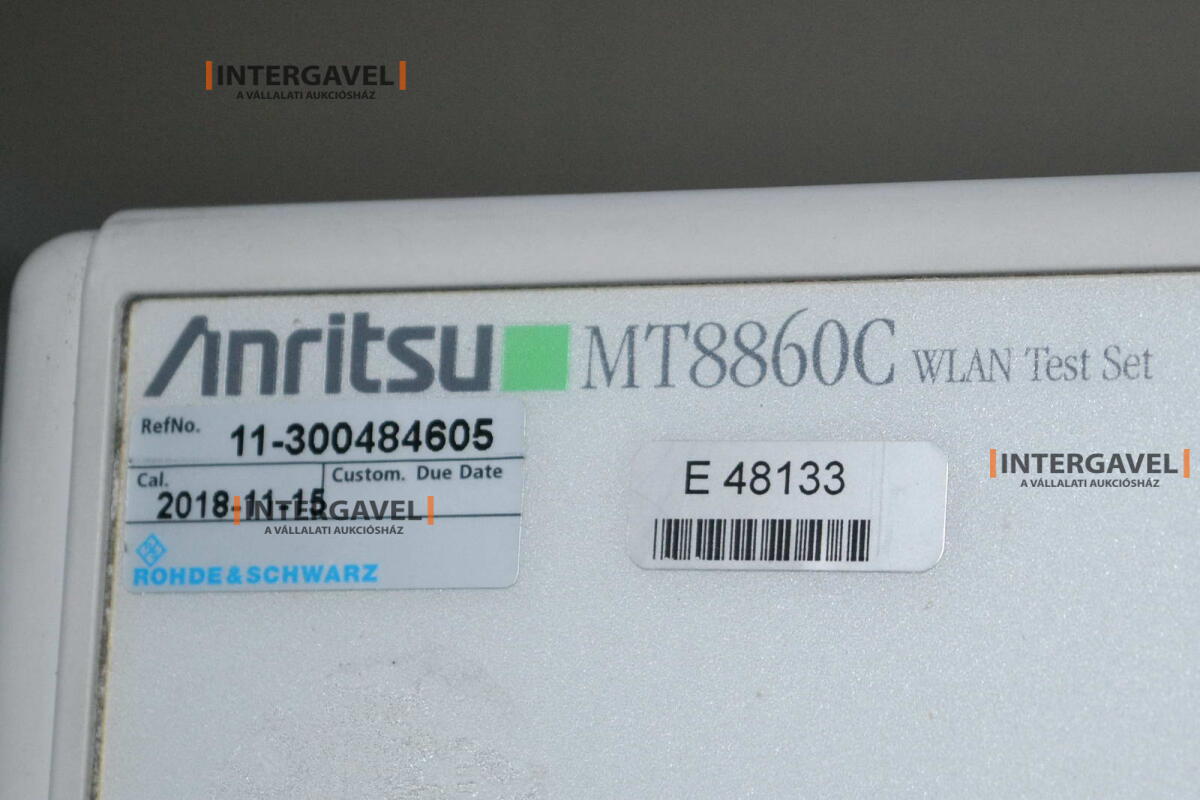 INTERGAVEL
A VÁLLALATI AUKCIÓSHÁZ
Anritsu MT8860C WLAN Test Set
RefNo. 11-300484605
Cal. Custom. Due Date
2018-11-15
INTERGAVEL
A VÁLLALATI AUKCIÓSHÁZ
ROHDE&SCHWARZ
E 48133
INTERGAVEL
A VÁLLALATI AUKCIÓSHÁZ